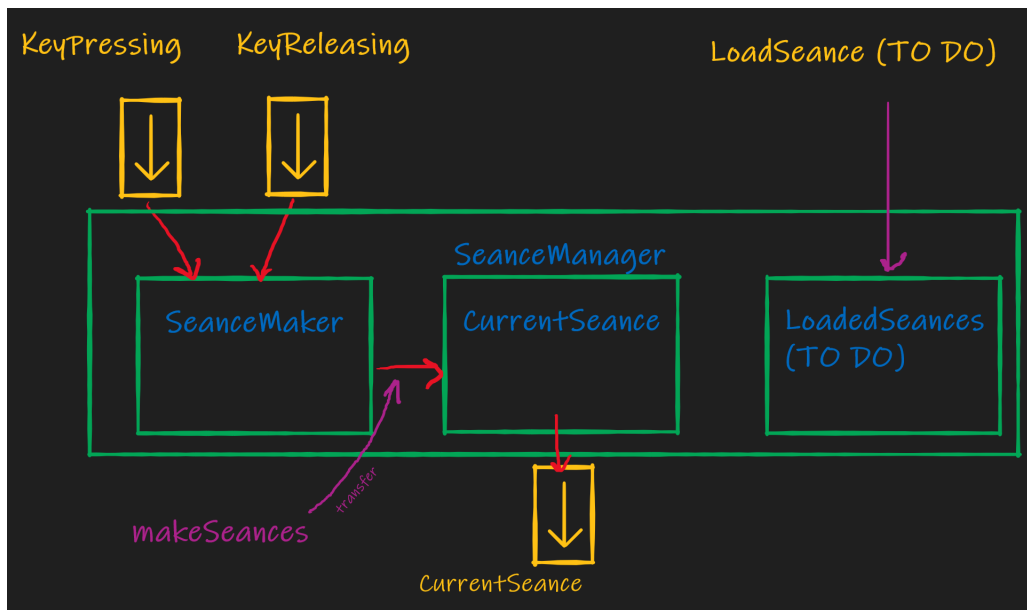 KeyPressing
KeyReleasing
LoadSeance (TO DO)
SeanceManager
SeanceMaker
CurrentSeance
LoadedSeances
(TO DO)
transfer
makeSeances
CurrentSeance